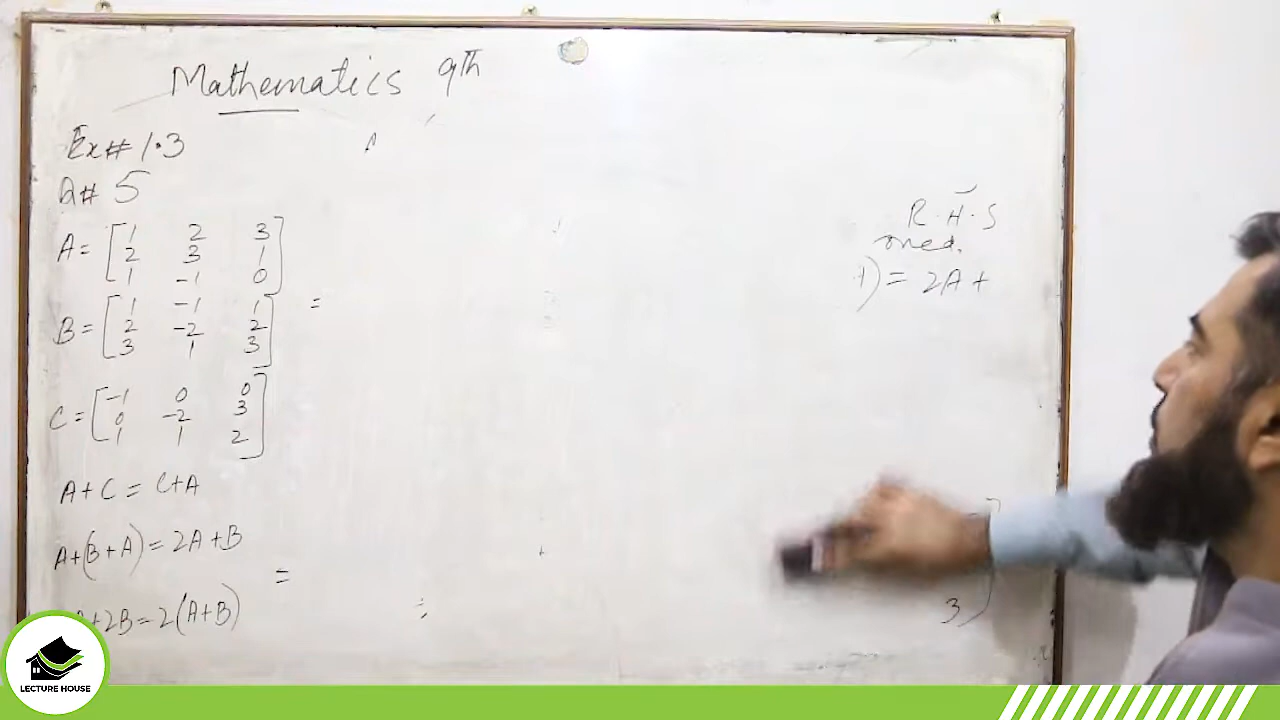 Mathematics 9th
Ex# 1.3
Q# 5
A = [1 2 3
2 3 1
1 -1 0]
B = [1 -1 1
2 -2 2
3 1 3]
=
C = [-1 0 0
0 -2 3
1 1 2]
A+C = C+A
A+(B+A) = 2A+B
=
+2B = 2(A+B)
R.H.S
) = 2A+
3
LECTURE HOUSE